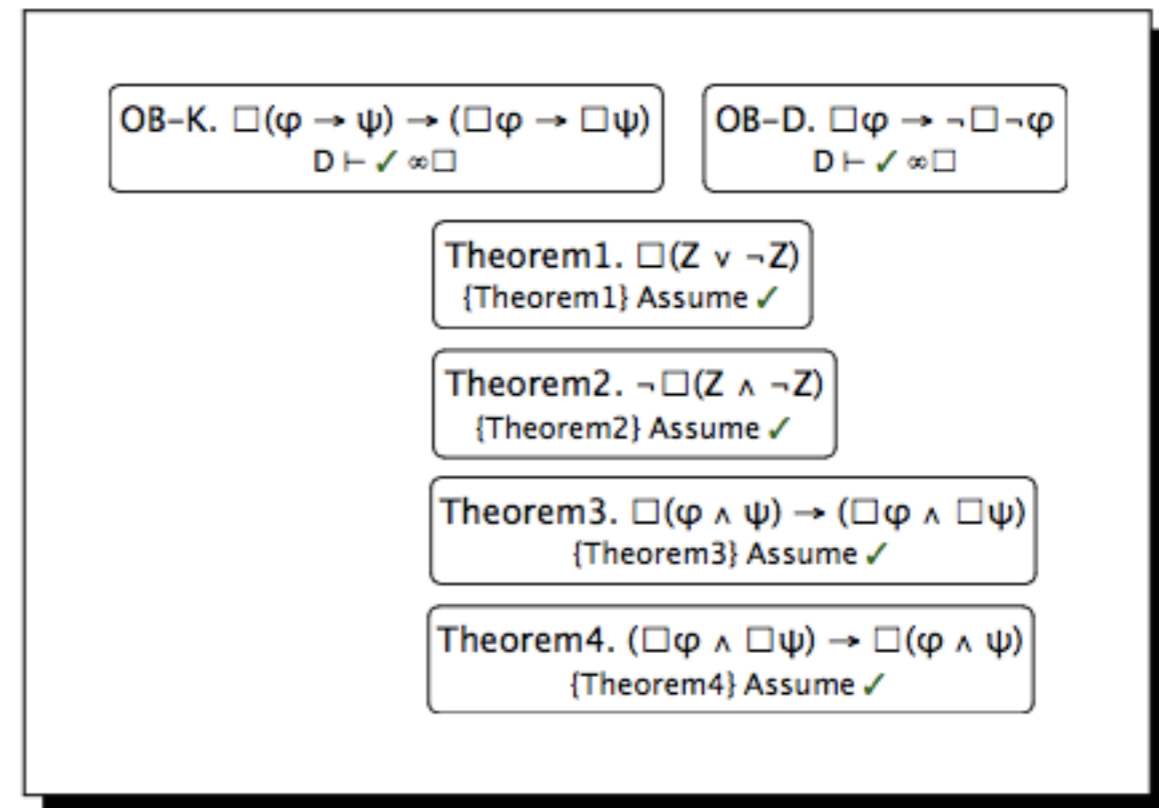 OB-K. □(φ → ψ) → (□φ → □ψ)
D ⊢ ✓ ∞□
OB-D. □φ → ¬□¬φ
D ⊢ ✓ ∞□
Theorem1. □(Z ∨ ¬Z)
{Theorem1} Assume ✓
Theorem2. ¬□(Z ∧ ¬Z)
{Theorem2} Assume ✓
Theorem3. □(φ ∧ ψ) → (□φ ∧ □ψ)
{Theorem3} Assume ✓
Theorem4. (□φ ∧ □ψ) → □(φ ∧ ψ)
{Theorem4} Assume ✓